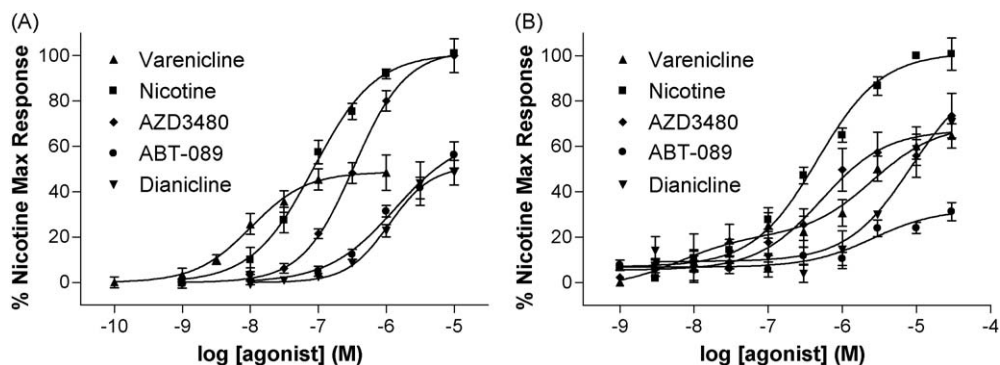 (A)
% Nicotine Max Response
100
80
60
40
20
0
Varenicline
Nicotine
AZD3480
ABT-089
Dianicline
-10
-9
-8
-7
-6
-5
log [agonist] (M)
(B)
% Nicotine Max Response
100
80
60
40
20
0
Varenicline
Nicotine
AZD3480
ABT-089
Dianicline
-9
-8
-7
-6
-5
-4
log [agonist] (M)